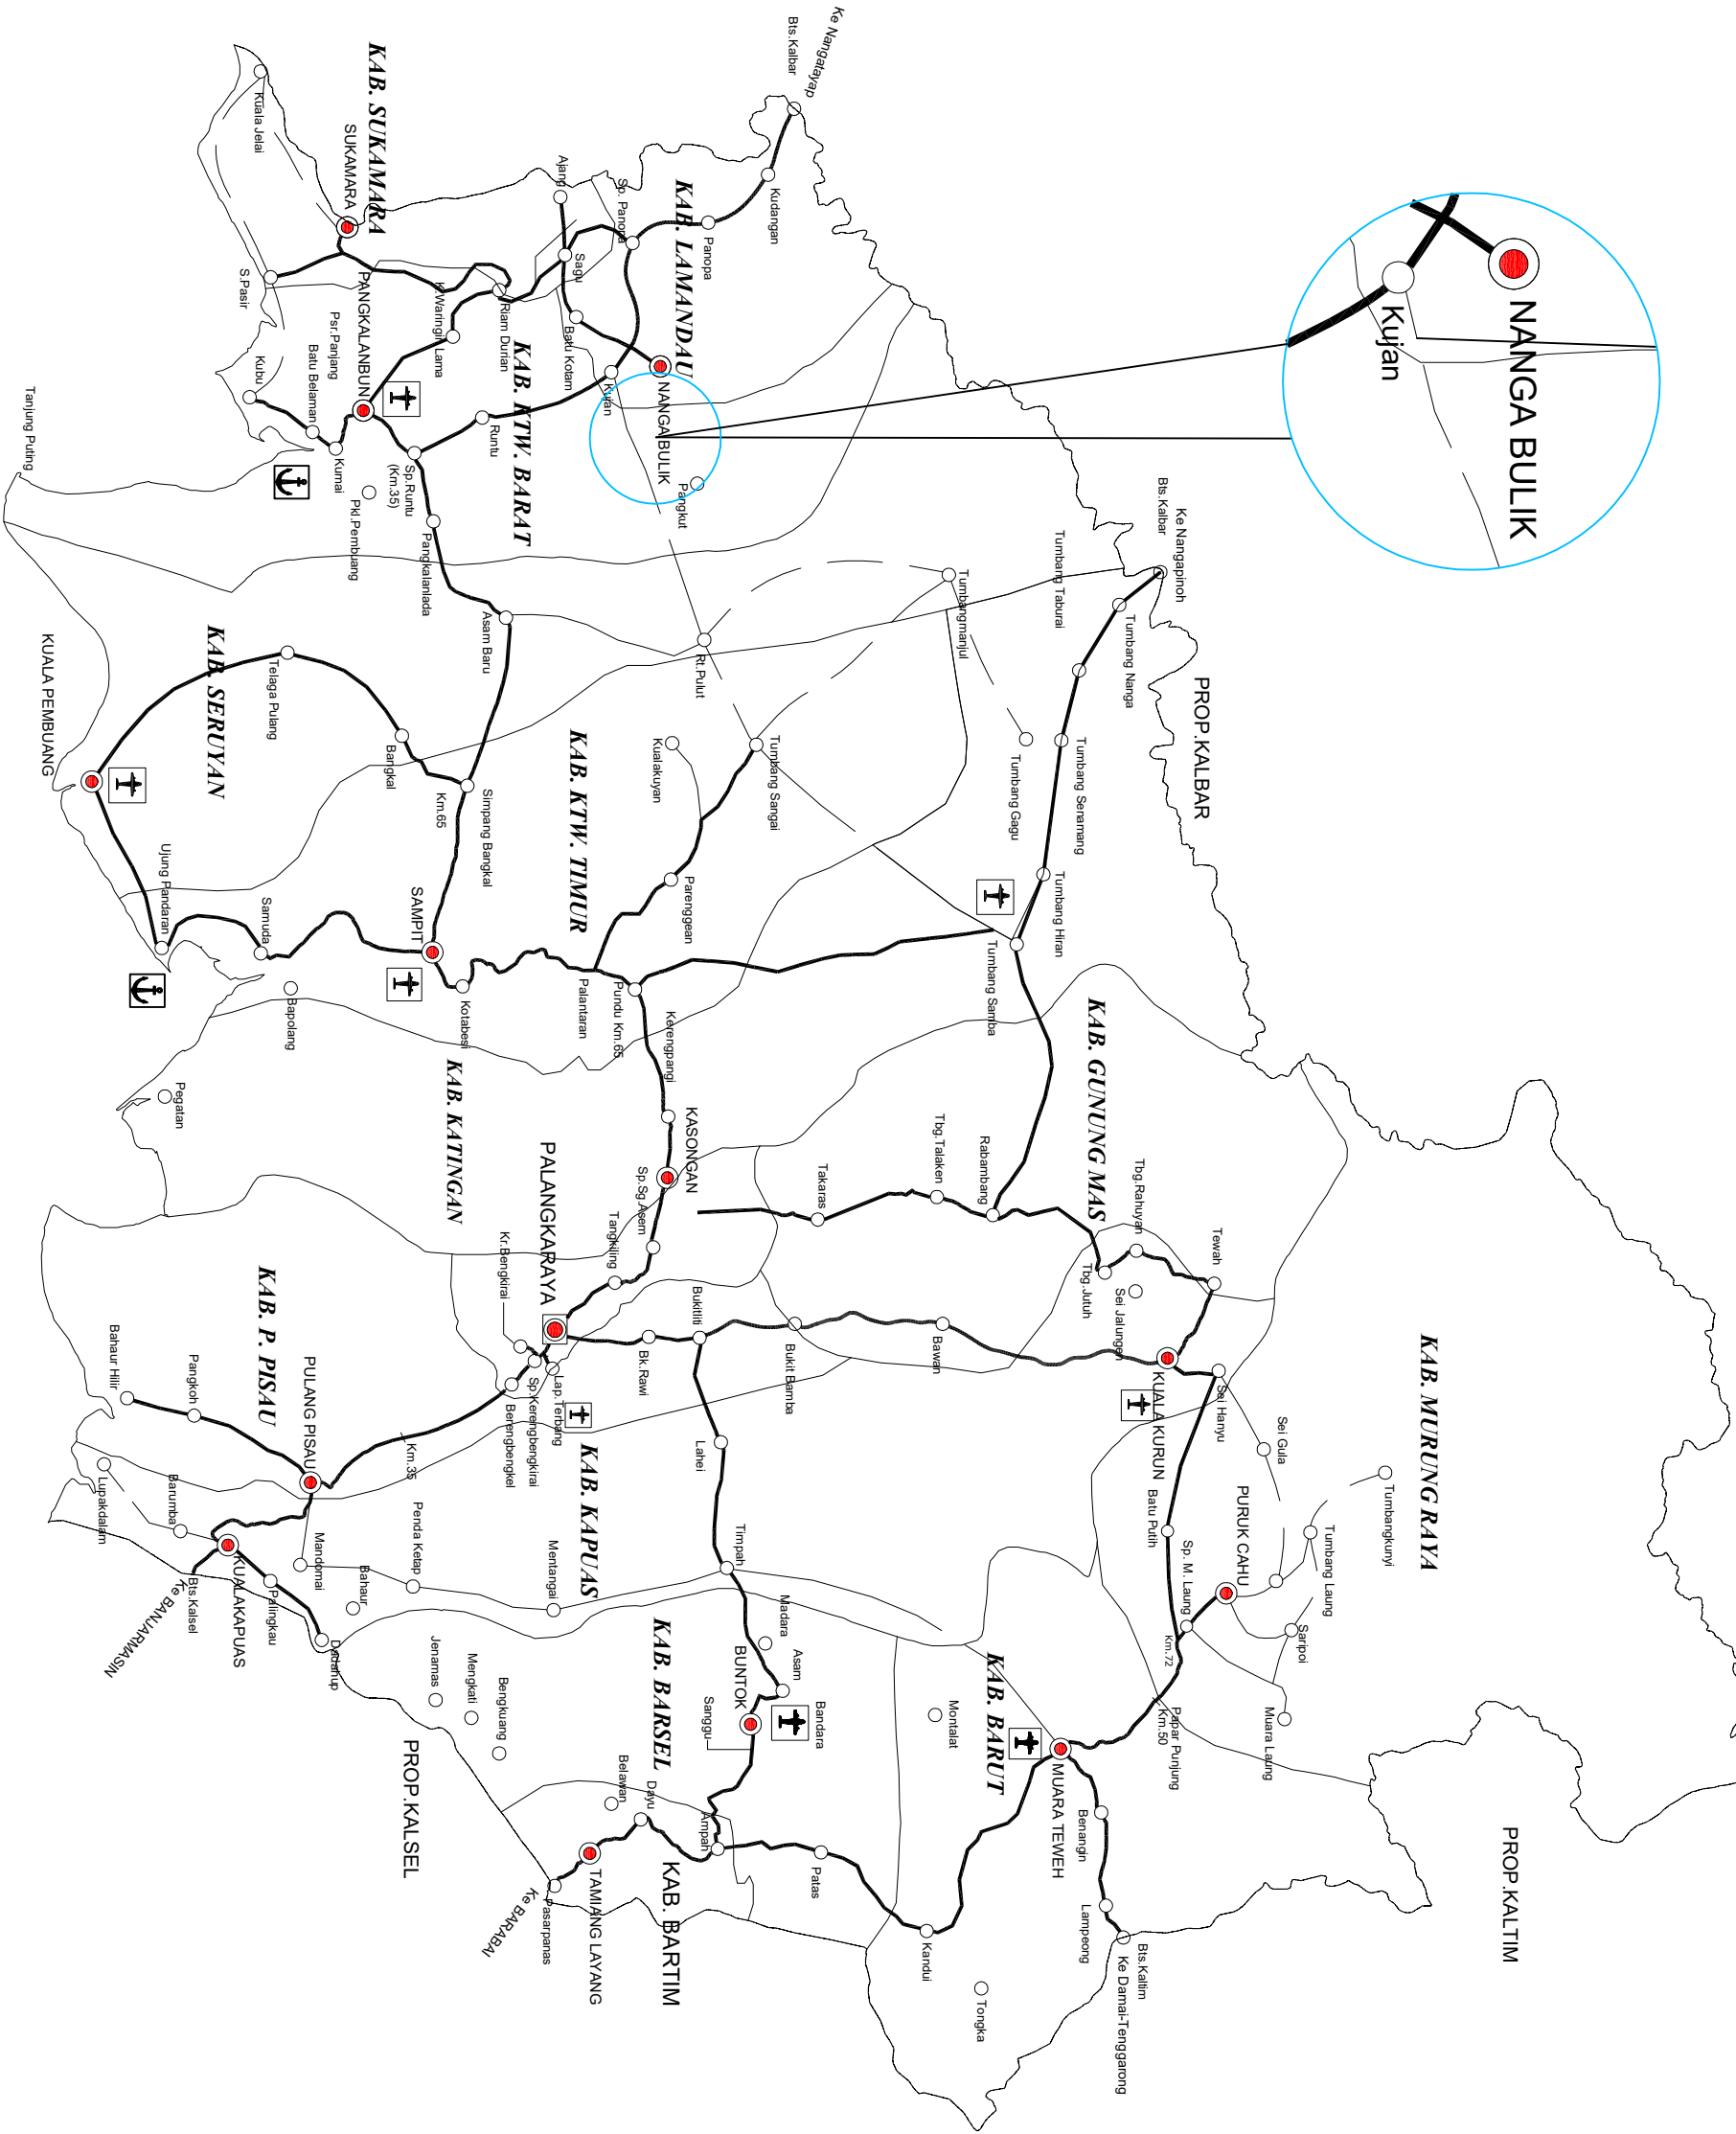 NANGA BULIK
Kujan
Ke Nangatayap
Bts.Kalbar
Kudangan
Panopa
Sp. Panopa
KAB. LAMANDAU
Ajang
Sagu
Batu Kotam
NANGA BULIK
Kujan
Pangkut
KAB. SUKAMARA
SUKAMARA
Kuala Jelai
S.Pasir
Riam Durian
K.Waringin Lama
KAB. KTW. BARAT
PANGKALANBUN
Psr.Panjang
Batu Belaman
Kubu
Kumai
Runtu
Sp.Runtu
(Km.35)
Pangkalanlada
Pkl.Pembuang
Tanjung Puting
Ke Nangapinoh
Bts.Kalbar
Tumbang Nanga
Tumbang Taburai
Tumbangmanjul
Tumbang Senamang
Tumbang Gagu
Tumbang Hiran
Tumbang Samba
PROP.KALBAR
Asam Baru
Rt.Pulut
KAB. SERUYAN
Telaga Pulang
Bangkal
Simpang Bangkal
Km.65
KUALA PEMBUANG
Ujung Pandaran
Samuda
SAMPIT
KAB. KTW. TIMUR
Kualakuyan
Tumbang Sangai
Parenggean
Kotabesi
Palantaran
Pundu Km.65
Kerengpangi
Bapolang
Pegatan
KAB. KATINGAN
KASONGAN
Sp.Sg.Asem
Tangkiling
PALANGKARAYA
Kr.Bengkirai
Lap.Terbang
Sp.Kerengbengkirai
Berengbengkel
KAB. GUNUNG MAS
Rabambang
Tbg.Talaken
Takaras
Tbg.Rahuyan
Tewah
Tbg.Jutuh
Sei Jalungen
KUALA KURUN
Sei Hanyu
Sei Gula
Bawan
Bukit Bamba
Bukitliti
Bk.Rawi
KAB. P. PISAU
PULANG PISAU
Pangkoh
Bahaur Hilir
Km.35
KAB. KAPUAS
Lahei
Timpah
Mentangai
Penda Ketap
Bahaur
Mandomai
Lupakdalam
Barumba
KUALAKAPUAS
Palingkau
Dadahup
Bts.Kalsel
Ke BANJARMASIN
KAB. MURUNG RAYA
Tumbangkunyi
Tumbang Laung
PURUK CAHU
Saripoi
Muara Laung
Batu Putih
Sp. M. Laung
Km.72
Papar Punjung
Km.50
KAB. BARUT
MUARA TEWEH
Montalat
Benangin
Lampeong
Bts.Kaltim
Ke Damai-Tenggarong
Kandui
Tongka
PROP.KALTIM
KAB. BARSEL
Madara
Asam
Bandara
BUNTOK
Sanggu
Jenamas
Mengkati
Bengkuang
Belawan
Dayu
Ampah
Patas
KAB. BARTIM
TAMIANG LAYANG
Pasarpanas
Ke BARABAI
PROP.KALSEL